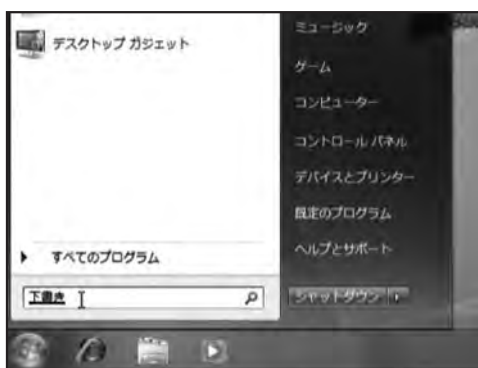 デスクトップ ガジェット
すべてのプログラム
下書き
ミュージック
ゲーム
コンピューター
コントロール パネル
デバイスとプリンター
既定のプログラム
ヘルプとサポート
シャットダウン